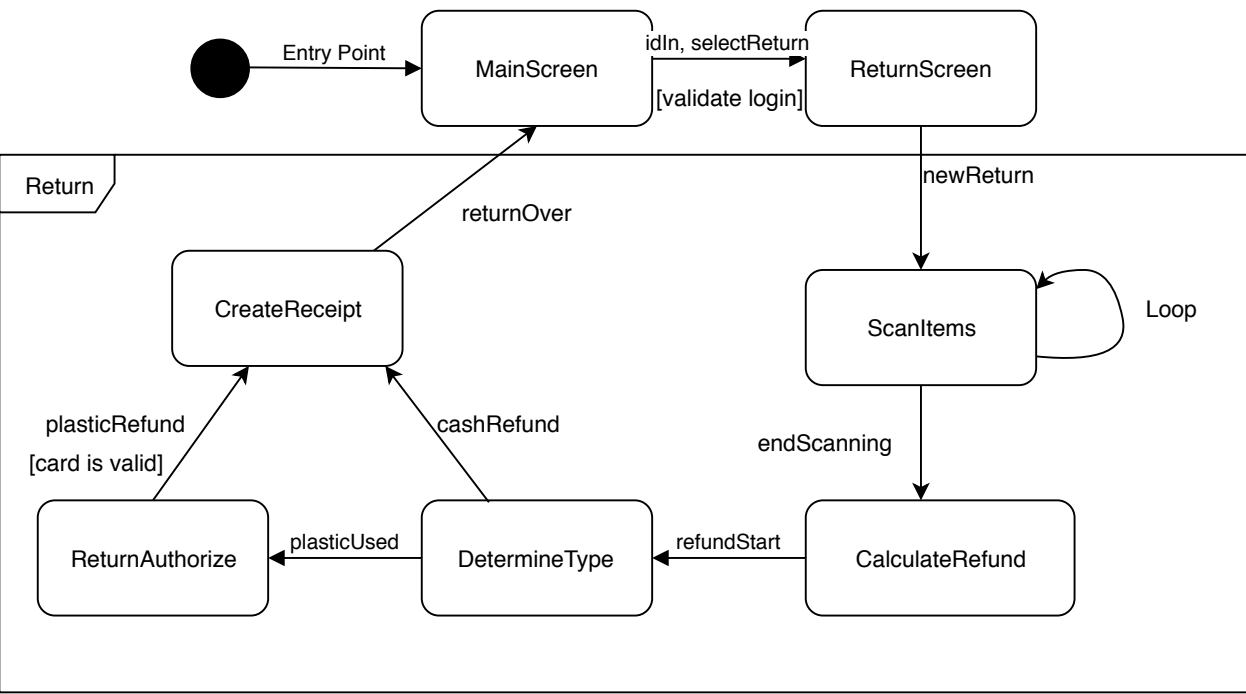 Entry Point
MainScreen
idIn, selectReturn
[validate login]
ReturnScreen
Return
newReturn
returnOver
CreateReceipt
ScanItems
Loop
plasticRefund
[card is valid]
cashRefund
endScanning
ReturnAuthorize
plasticUsed
DetermineType
refundStart
CalculateRefund